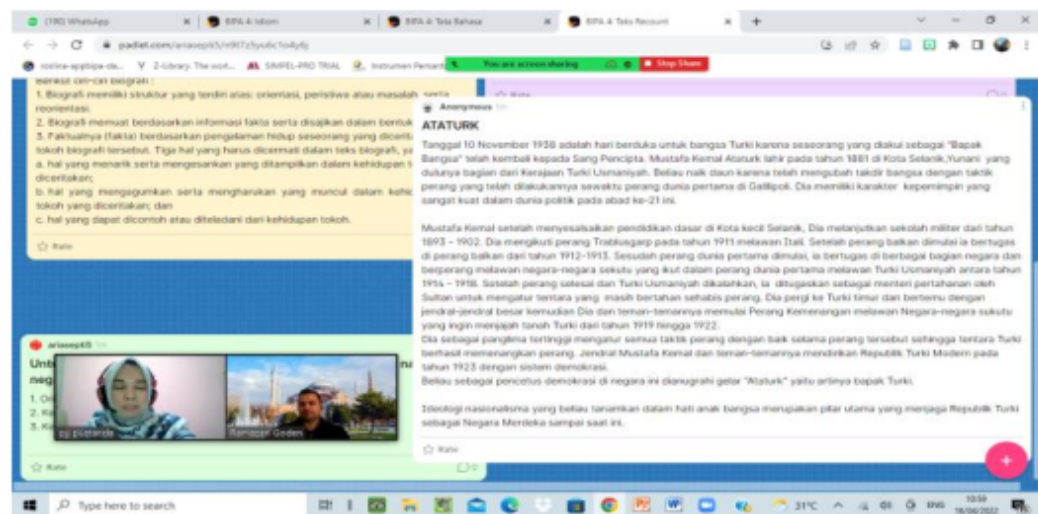 (190) WhatsApp
BIPA 4: Idiom
BIPA 4: Tata Bahasa
BIPA 4: Teks Recount
You are screen sharing
Stop Share
Z-Library. The worl...
SIMPEL-PRO TRIAL
Instrumen
berikut ciri-ciri biografi :
1. Biografi memiliki struktur yang terdiri atas: orientasi, peristiwa atau masalah, serta
reorientasi.
2. Biografi memuat berdasarkan informasi fakta serta disajikan dalam bentuk
3. Faktualnya (fakta) berdasarkan pengalaman hidup seseorang yang
tokoh biografi tersebut. Tiga hal yang harus dicermati dalam teks biografi,
a. hal yang menarik serta mengesankan yang ditampilkan dalam kehidupan
diceritakan;
b. hal yang mengagumkan serta mengharukan yang muncul dalam
tokoh yang diceritakan; dan
c. hal yang dapat dicontoh atau diteladani dari kehidupan tokoh.
Rate
Anonymous
ATATURK
Tanggal 10 November 1938 adalah hari berduka untuk bangsa Turki karena seseorang yang diakui sebagai "Bapak
Bangsa" telah kembali kepada Sang Pencipta. Mustafa Kemal Ataturk lahir pada tahun 1881 di Kota Selanik,Yunani yang
dulunya bagian dari Kerajaan Turki Usmaniyah. Beliau naik daun karena telah mengubah takdir bangsa dengan taktik
perang yang telah dilakukannya sewaktu perang dunia pertama di Gallipoli. Dia memiliki karakter kepemimpin yang
sangat kuat dalam dunia politik pada abad ke-21 ini.
Mustafa Kemal setelah menyesalsaikan pendidikan dasar di Kota kecil Selanik, Dia melanjutkan sekolah militer dari tahun
1893 – 1902. Dia mengikuti perang Trablusgarp pada tahun 1911 melawan Itali. Setelah perang balkan dimulai ia bertugas
di perang balkan dari tahun 1912-1913. Sesudah perang dunia pertama dimulai, ia bertugas di berbagai bagian negara dan
berperang melawan negara-negara sekutu yang ikut dalam perang dunia pertama melawan Turki Usmaniyah antara tahun
1914 – 1918. Setelah perang selesai dan Turki Usmaniyah dikalahkan, ia ditugaskan sebagai menteri pertahanan oleh
Sultan untuk mengatur tentara yang masih bertahan sehabis perang. Dia pergi ke Turki timur dan bertemu dengan
jendral-jendral besar kemudian Dia dan teman-temannya memulai Perang Kemenangan melawan Negara-negara sukutu
yang ingin menjajah tanah Turki dari tahun 1919 hingga 1922.
Dia sebagai panglima tertinggi mengatur semua taktik perang dengan baik selama perang tersebut sehingga tentara Turki
berhasil memenangkan perang. Jendral Mustafa Kemal dan teman-temannya mendirikan Republik Turki Modern pada
tahun 1923 dengan sistem demokrasi.
Beliau sebagai pencetus demokrasi di negara ini dianugrahi gelar "Ataturk" yaitu artinya bapak Turki.
Ideologi nasionalisma yang beliau tanamkan dalam hati anak bangsa merupakan pilar utama yang menjaga Republik Turki
sebagai Negara Merdeka sampai saat ini.
Rate
ariasep65
neg
1.
2.
3.
pg pustanda
Ramazan Goden
Rate
Type here to search
31°C
ENG
10:59
16/06/2022